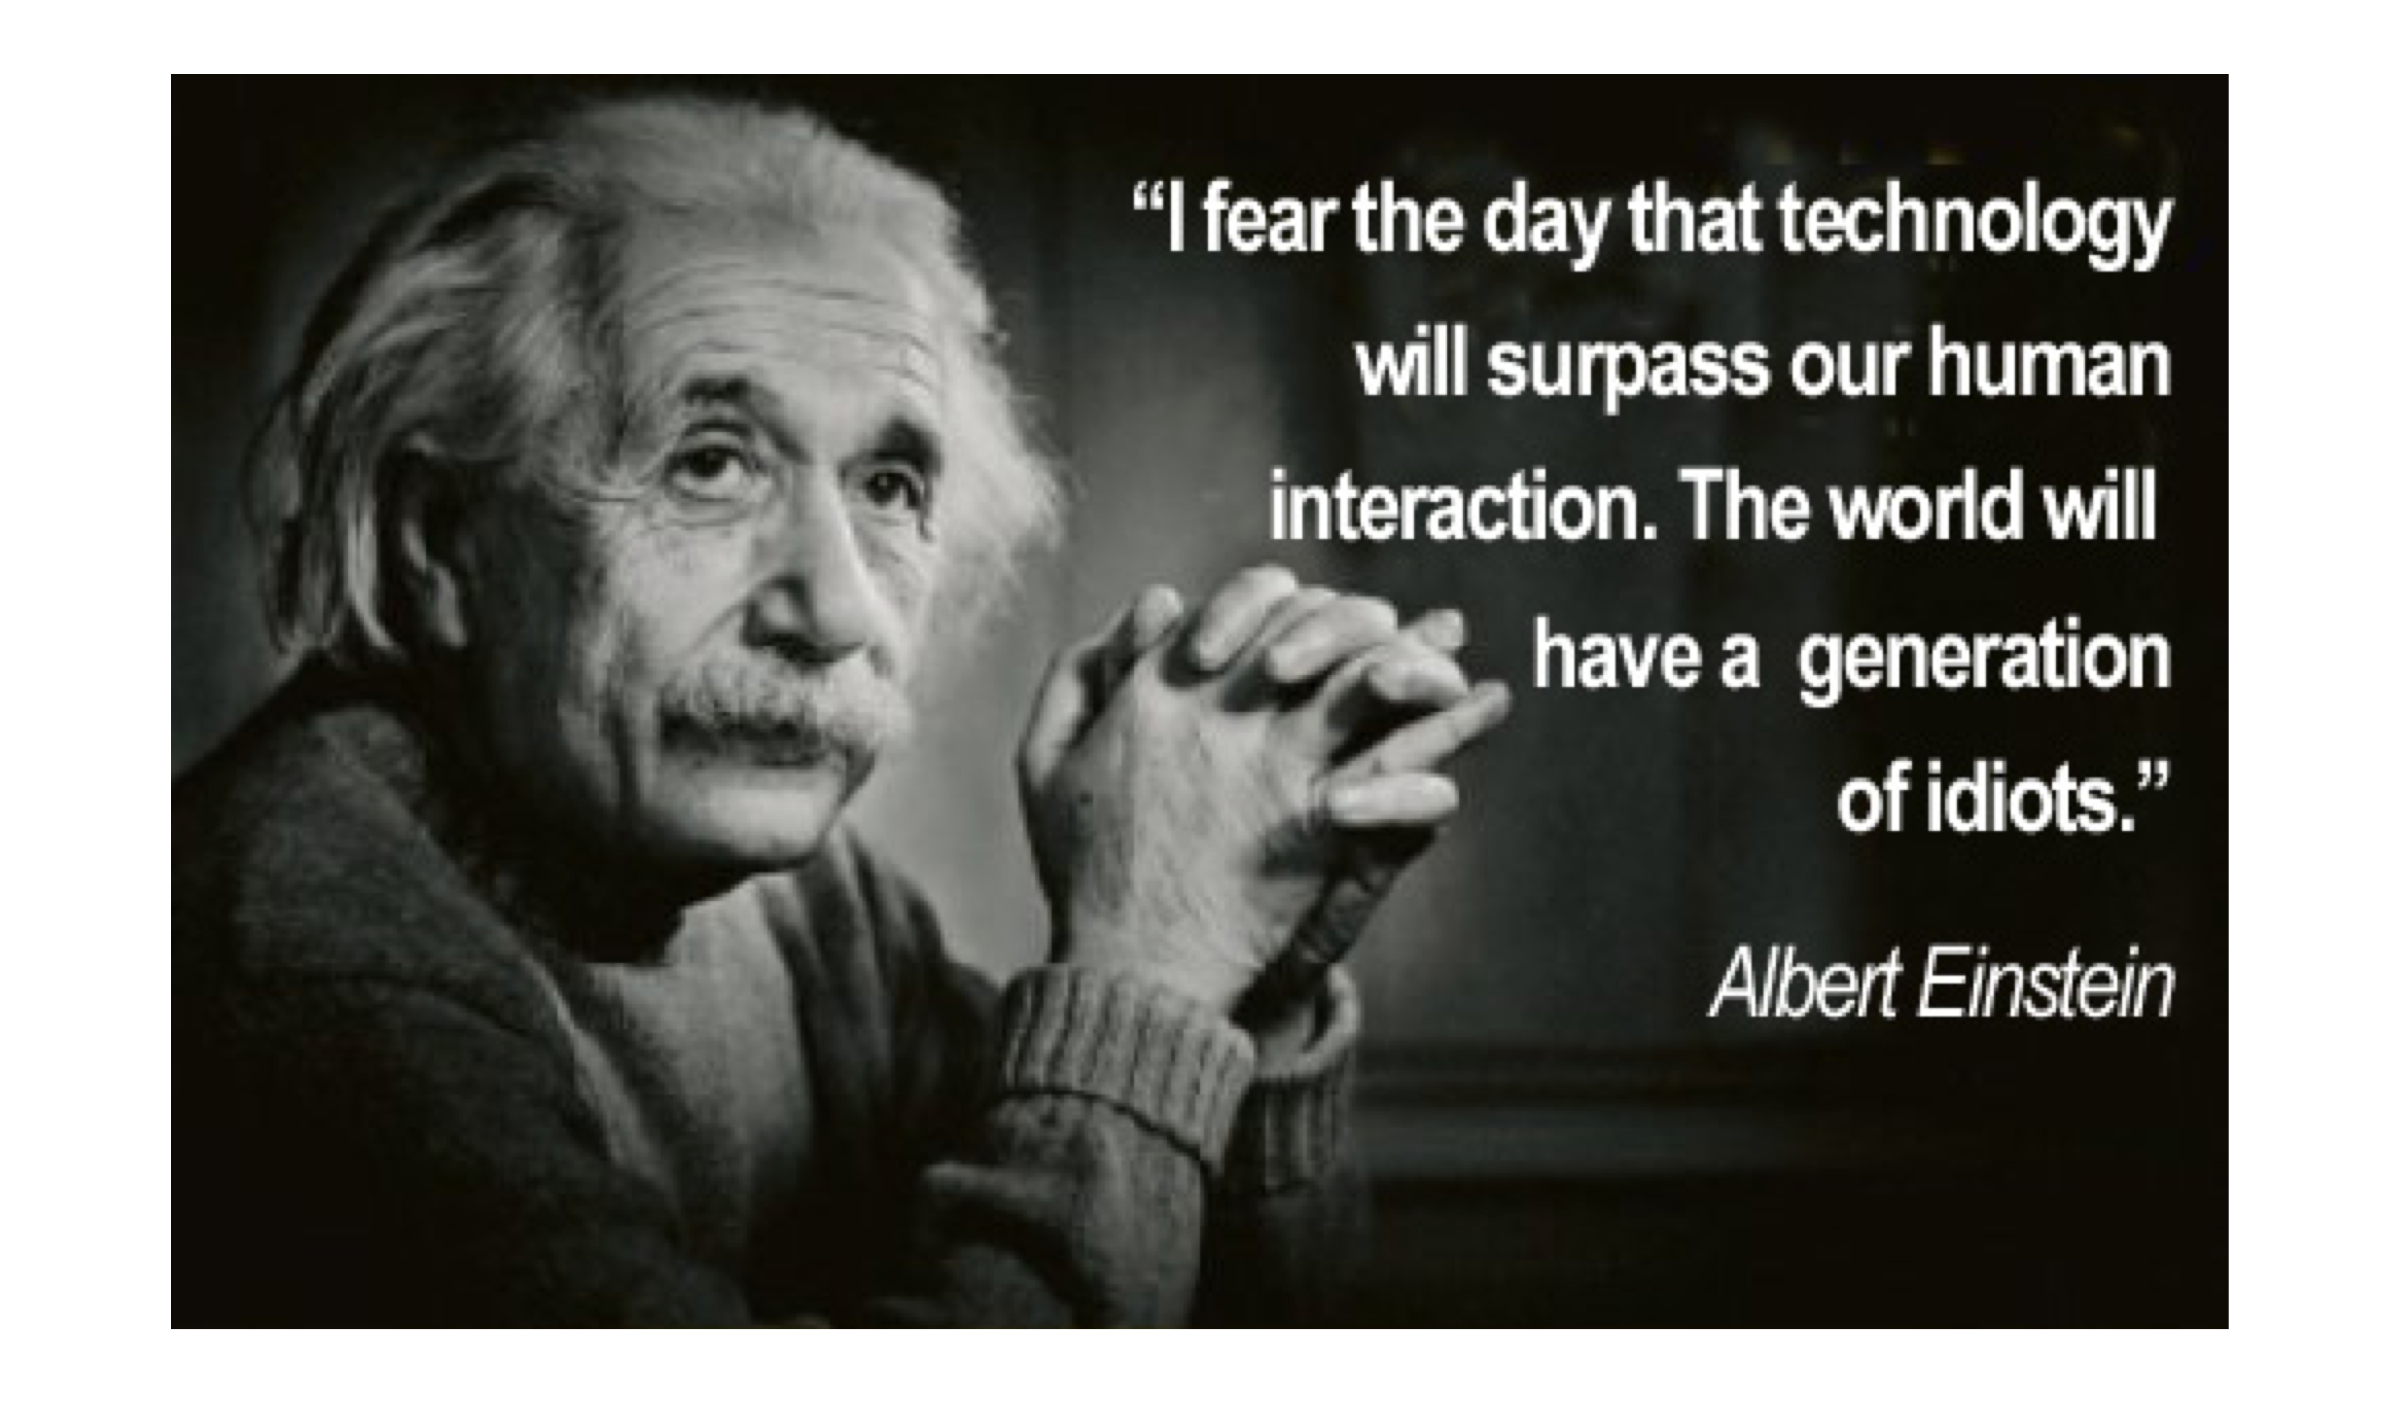 “I fear the day that technology
will surpass our human
interaction. The world will
have a generation
of idiots.”
Albert Einstein